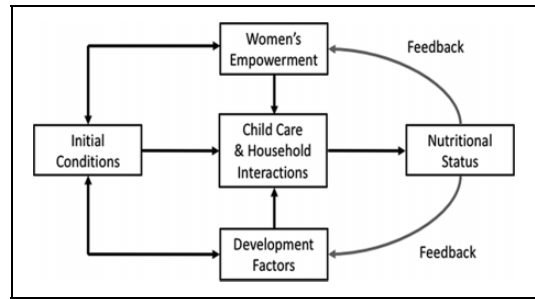 Women's
Empowerment
Feedback
Initial
Conditions
Child Care
& Household
Interactions
Nutritional
Status
Development
Factors
Feedback